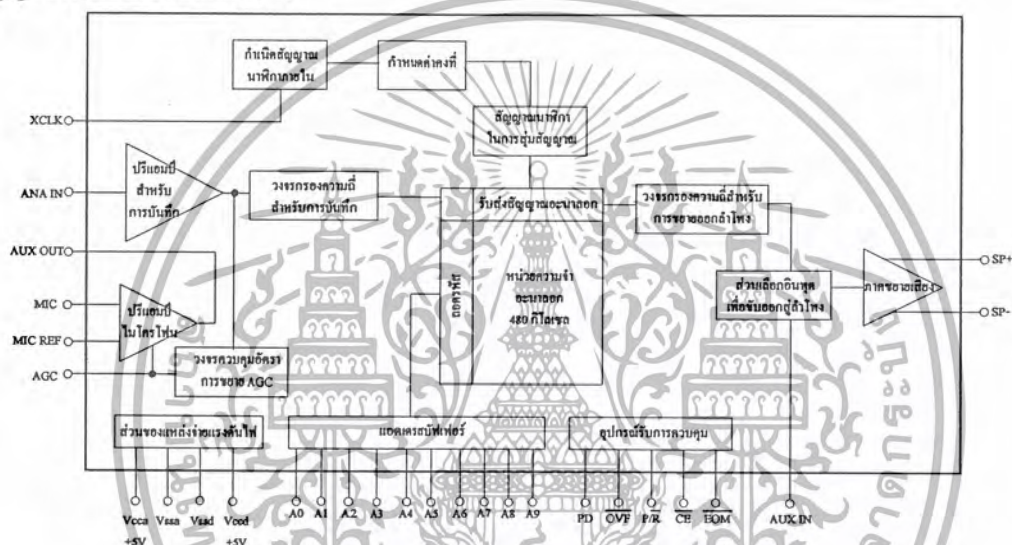 กำเนิดสัญญาณ
นาฬิกาภายใน
กำหนดค่าคงที่
XCLK
สัญญาณนาฬิกา
ในการสุ่มสัญญาณ
ANA IN
ปรีแอมป์
สำหรับ
การบันทึก
วงจรกรองความถี่
สำหรับการบันทึก
รับส่งสัญญาณอะนาลอก
วงจรกรองความถี่สำหรับ
การขยายออกลำโพง
AUX OUT
ถอดรหัส
หน่วยความจำ
อะนาลอก
480 กิโลเซล
ส่วนเลือกอินพุต
เพื่อขับออกสู่ลำโพง
ภาคขยายเสียง
SP+
SP-
MIC
MIC REF
ปรีแอมป์
ไมโครโฟน
AGC
วงจรควบคุมอัตรา
การขยาย AGC
ส่วนของแหล่งจ่ายแรงดันไฟ
แอดเดรสบัฟเฟอร์
อุปกรณ์รับการควบคุม
Vcca Vssa Vssd Vccd A0 A1 A2 A3 A4 A5 A6 A7 A8 A9 PD OVF P/R CE EOM AUX IN
+5V +5V